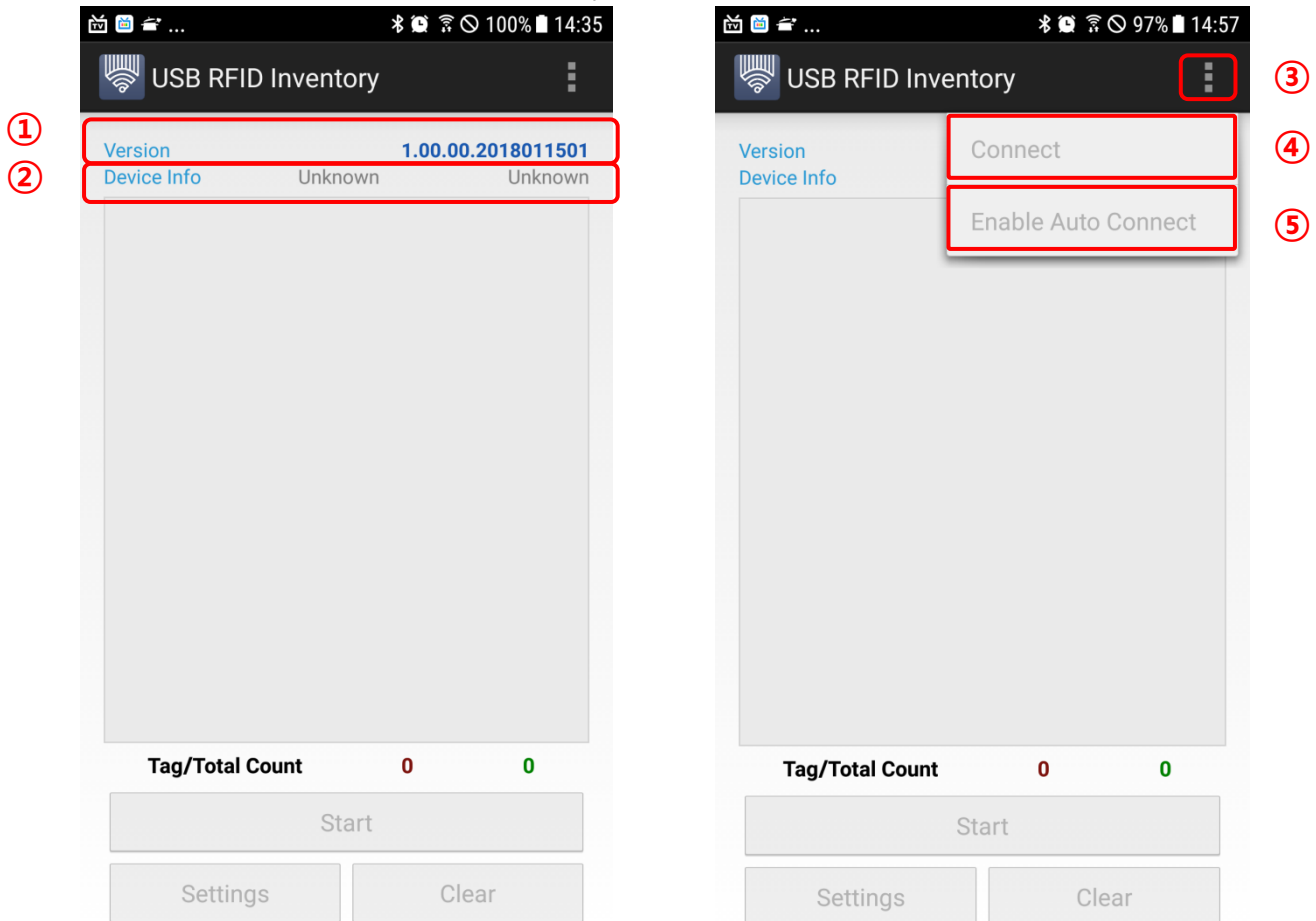 ... 100% 14:35
USB RFID Inventory
①
Version 1.00.00.2018011501
②
Device Info Unknown Unknown
Tag/Total Count 0 0
Start
Settings Clear
... 97% 14:57
USB RFID Inventory
③
Version
Connect
④
Device Info
Enable Auto Connect
⑤
Tag/Total Count 0 0
Start
Settings Clear